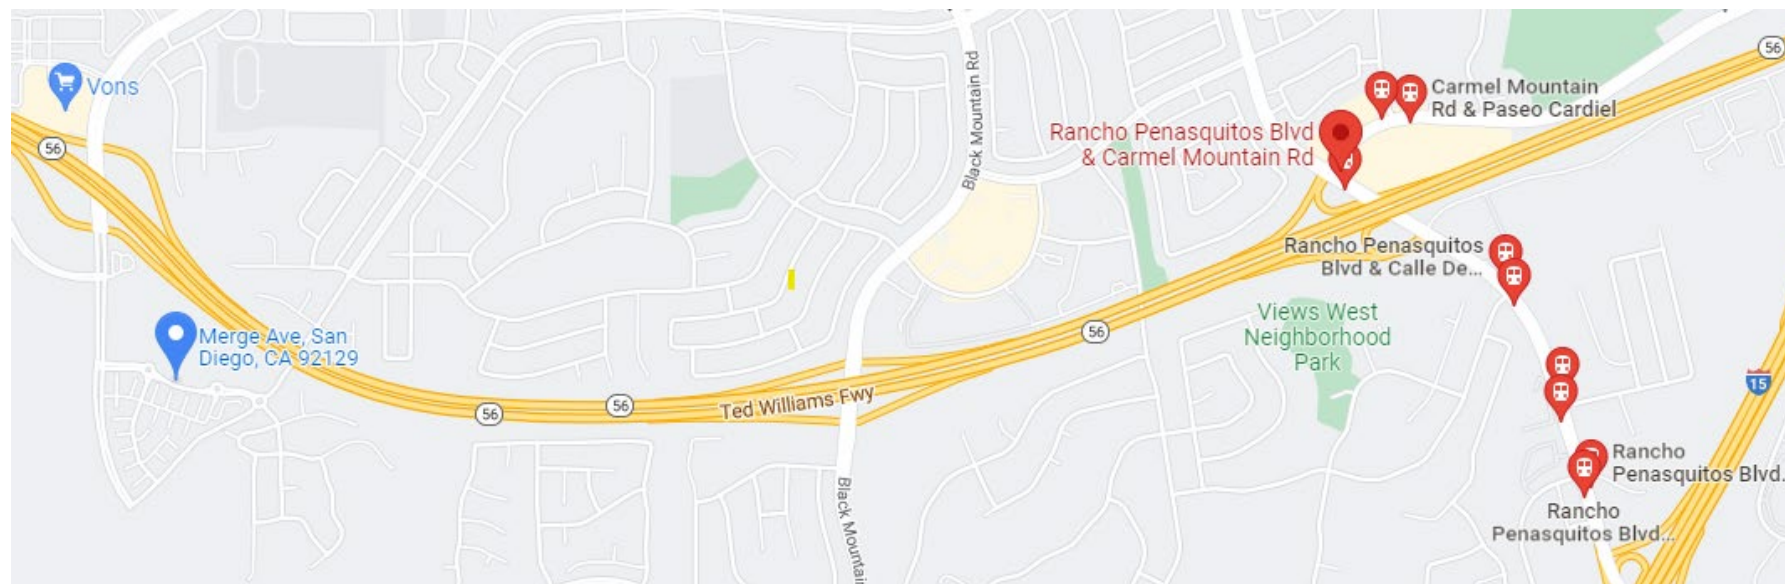 56
Vons
Black Mountain Rd
Carmel Mountain
Rd & Paseo Cardiel
Rancho Penasquitos Blvd
& Carmel Mountain Rd
56
Rancho Penasquitos
Blvd & Calle De...
Views West
Neighborhood
Park
56
Merge Ave, San
Diego, CA 92129
15
Ted Williams Fwy
56
56
Rancho
Penasquitos Blvd.
Rancho
Penasquitos Blvd...
Black Mountai